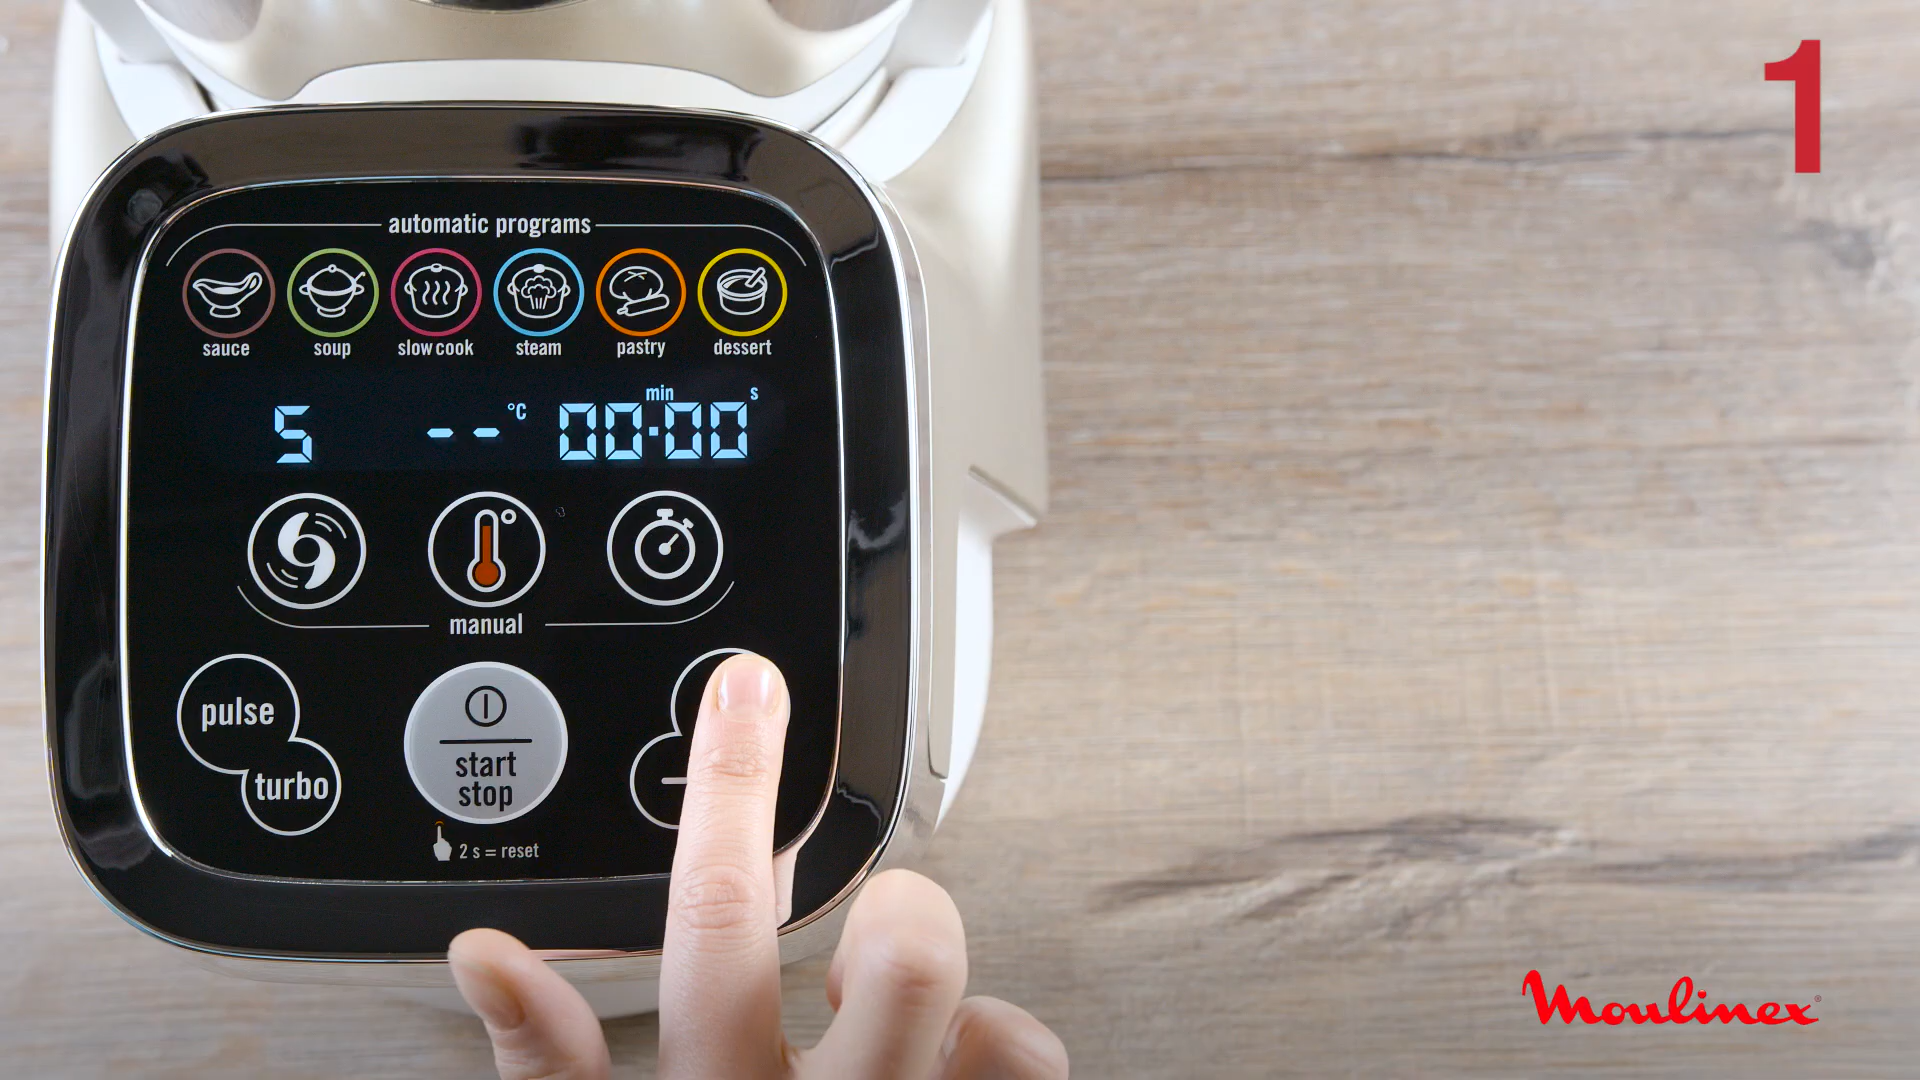 1
automatic programs
sauce soup slow cook steam pastry dessert
5 -- °C 00:00 min s
manual
pulse
turbo
start
stop
2 s = reset
Moulinex®